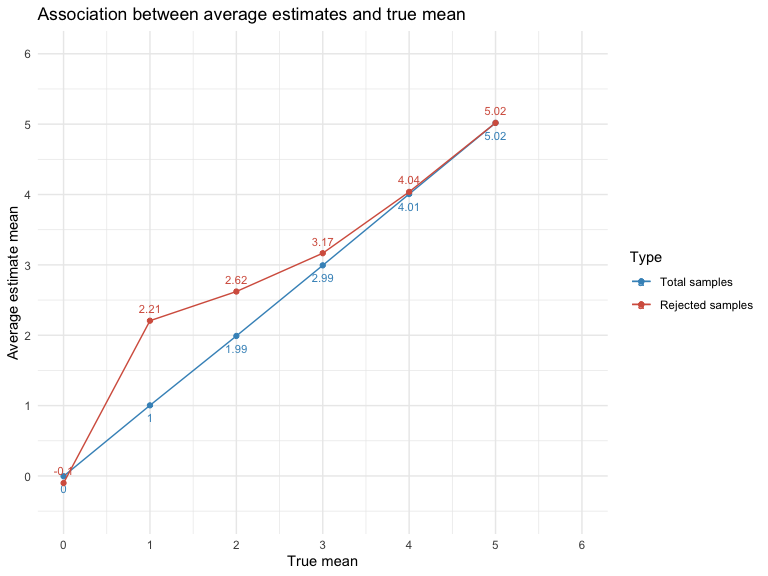 Association between average estimates and true mean
6
5
4
3
2
1
0
Average estimate mean
5.02
5.02
4.04
4.01
3.17
2.99
2.62
1.99
2.21
1
-0.1
0
0 1 2 3 4 5 6
True mean
Type
Total samples
Rejected samples